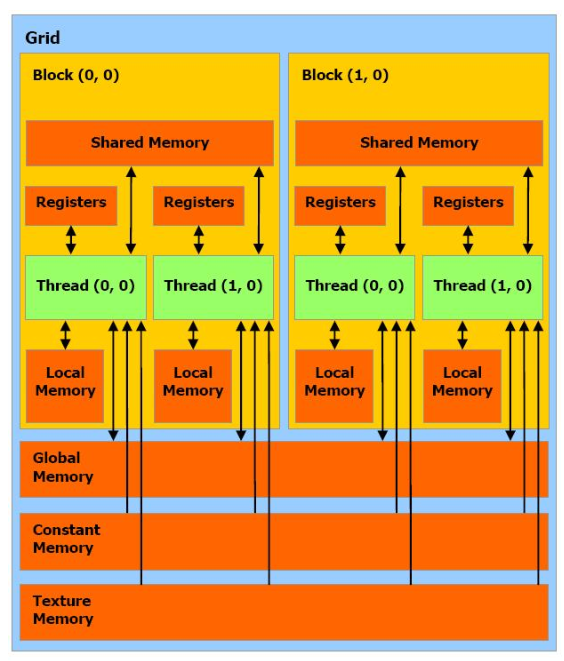 Grid
Block (0, 0)
Block (1, 0)
Shared Memory
Shared Memory
Registers
Registers
Registers
Registers
Thread (0, 0)
Thread (1, 0)
Thread (0, 0)
Thread (1, 0)
Local
Memory
Local
Memory
Local
Memory
Local
Memory
Global
Memory
Constant
Memory
Texture
Memory